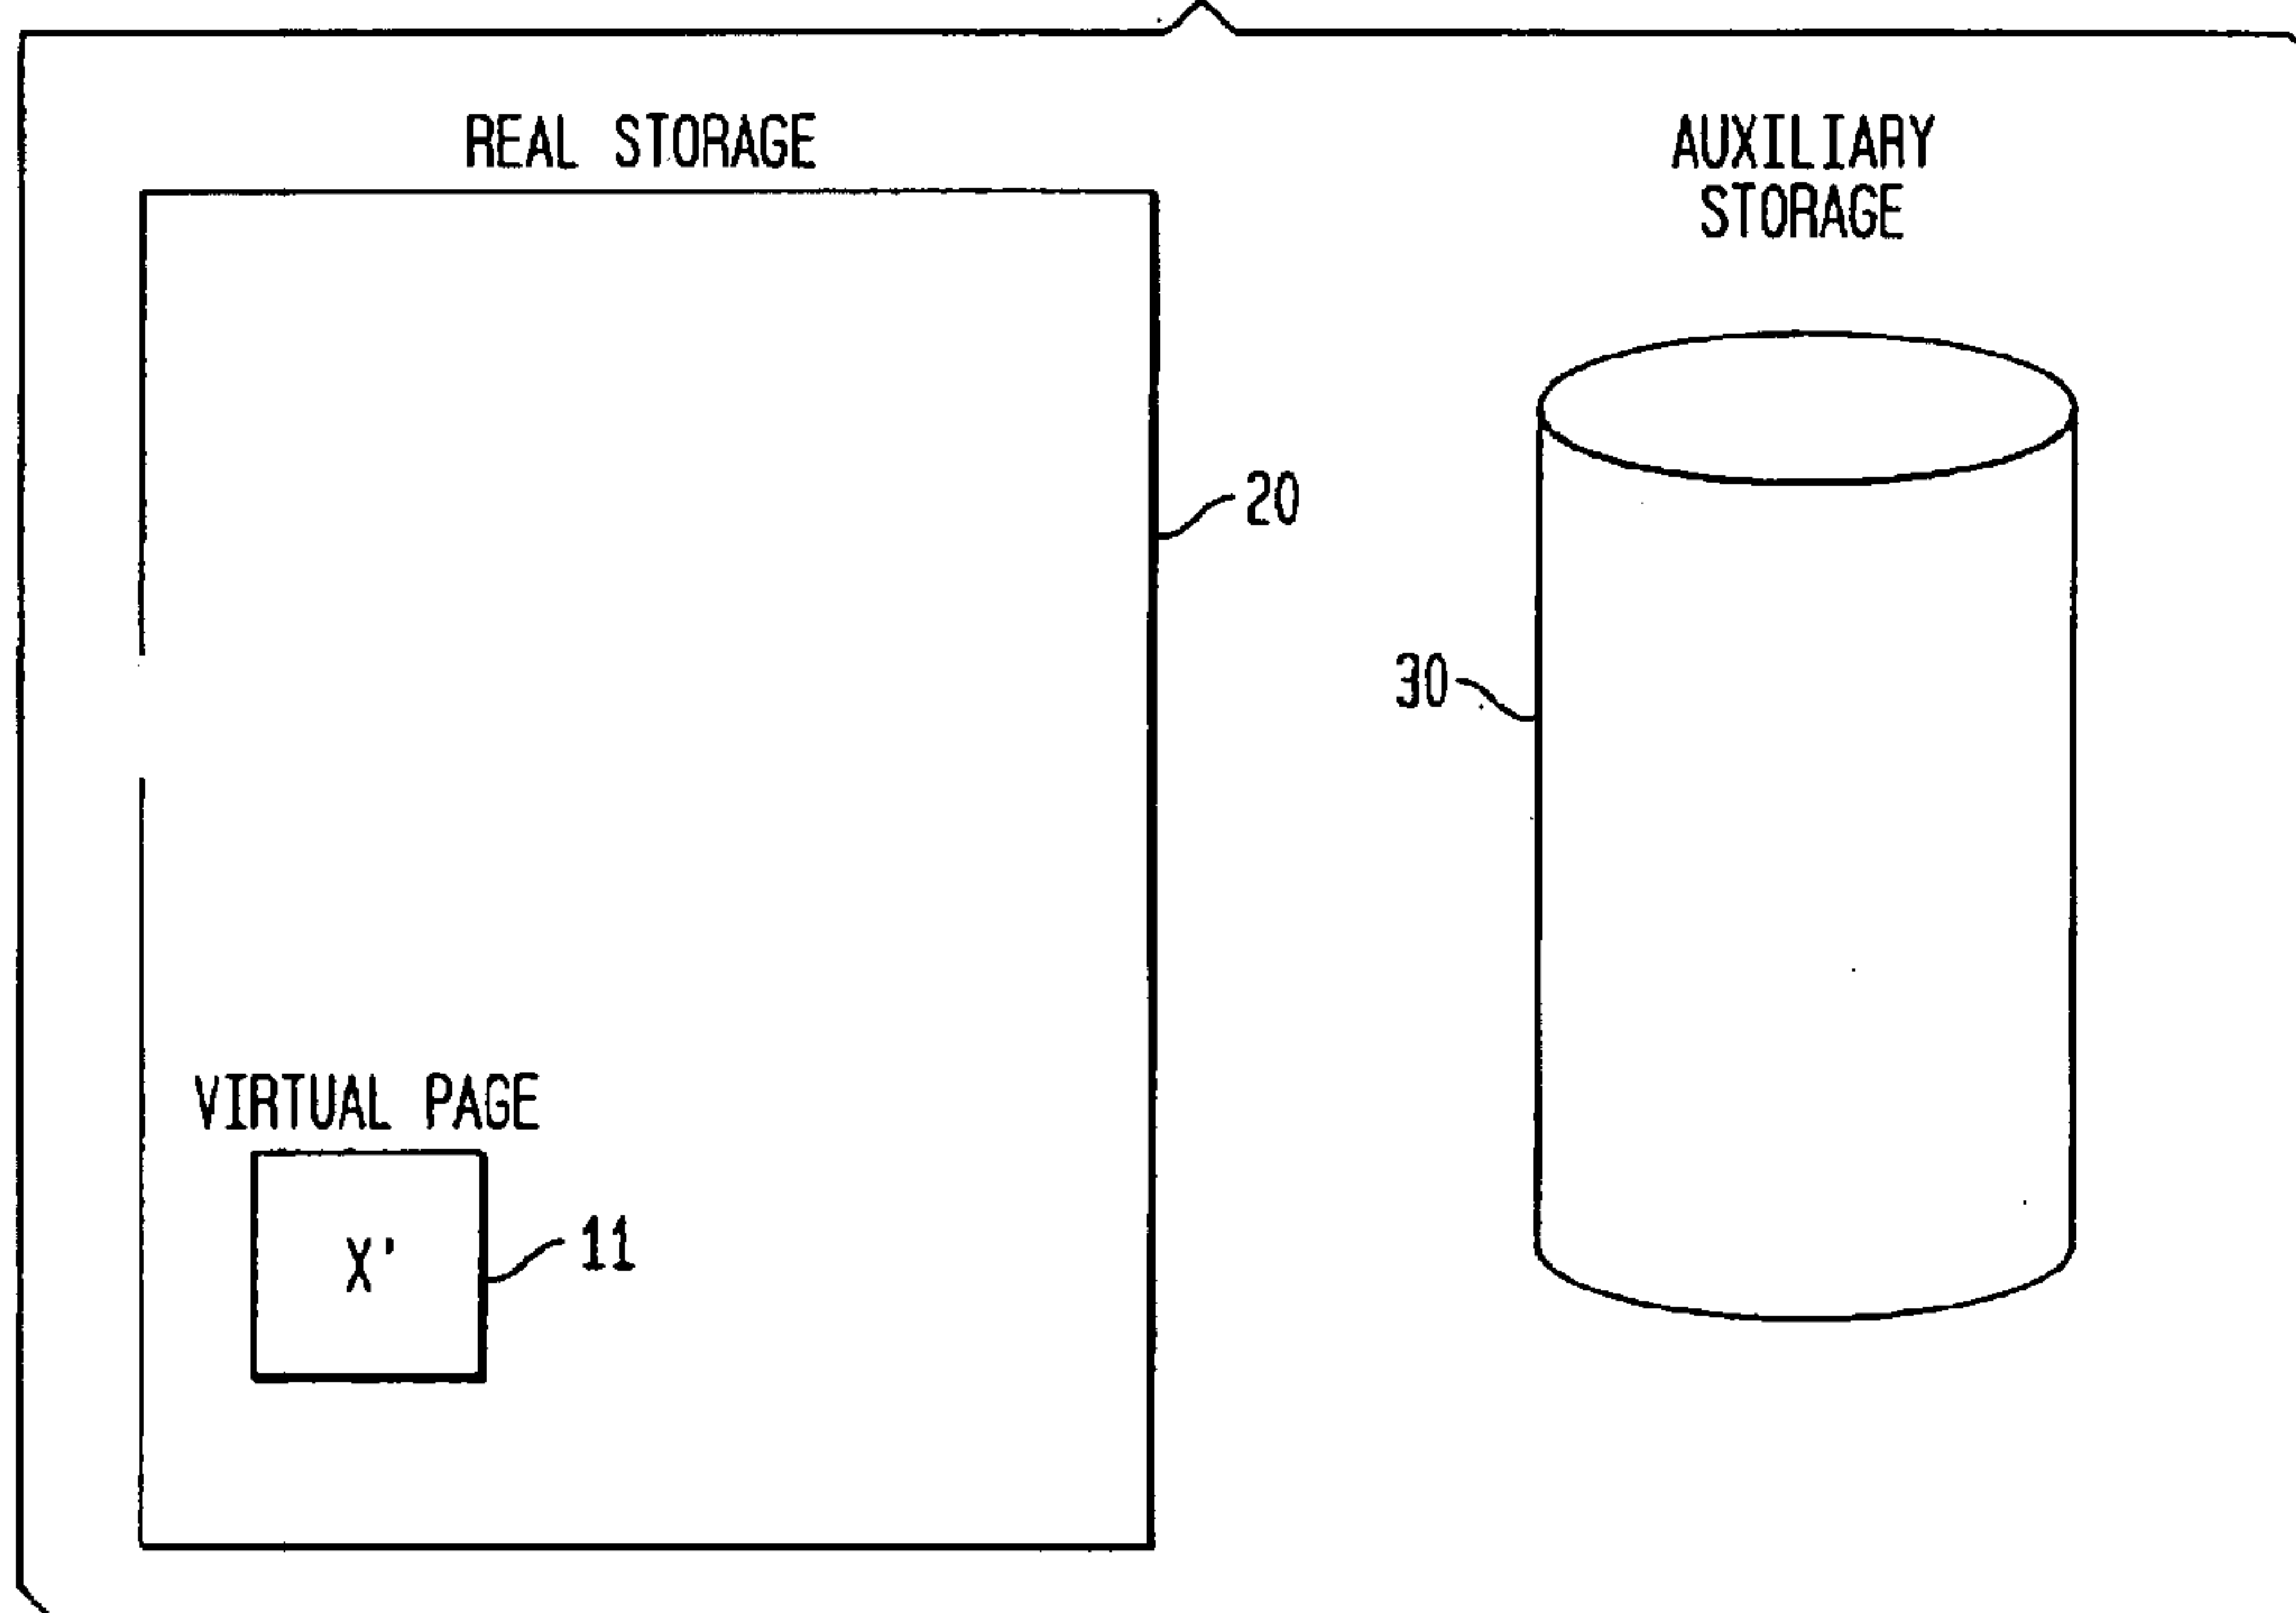 REAL STORAGE
AUXILIARY
STORAGE
20
30
VIRTUAL PAGE
X'
11